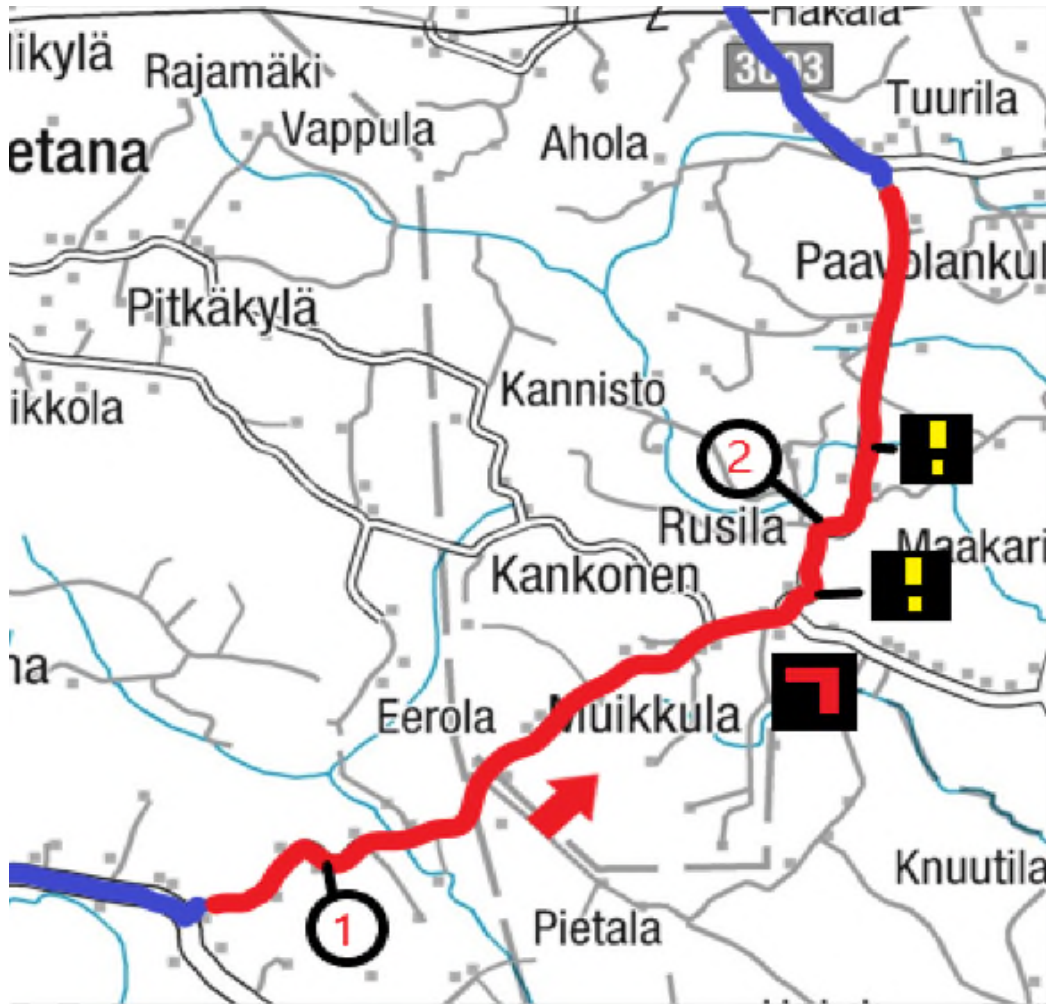 Hakala
likylä
Rajamäki
Tuurila
Vappula
Ahola
etana
Paavolankul
Pitkäkylä
Kannisto
ikkola
2
Rusila
Maakari
Kankonen
na
Eerola
Muikkula
Knuutila
1
Pietala